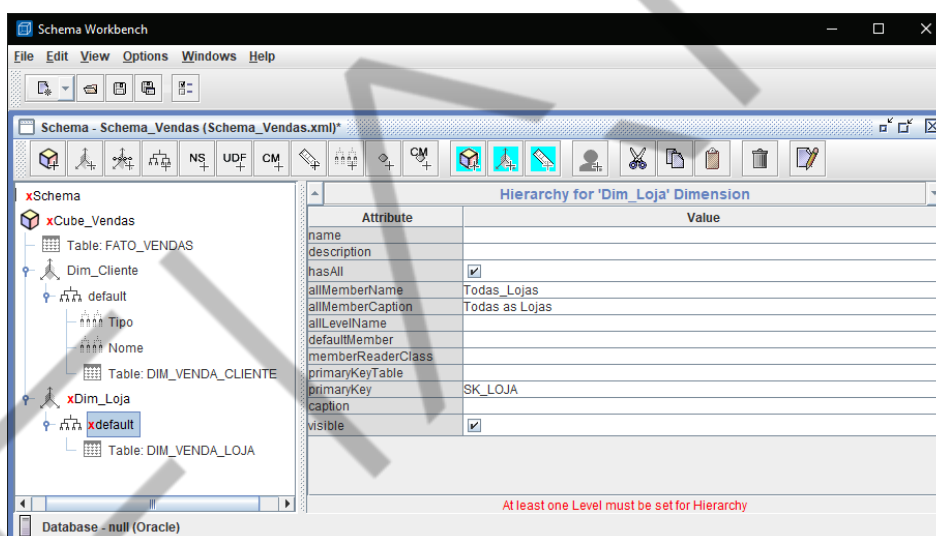 Schema Workbench
File Edit View Options Windows Help
Schema - Schema_Vendas (Schema_Vendas.xml)*
NS UDF CM CM
xSchema
xCube_Vendas
Table: FATO_VENDAS
Dim_Cliente
default
Tipo
Nome
Table: DIM_VENDA_CLIENTE
xDim_Loja
xdefault
Table: DIM_VENDA_LOJA
Hierarchy for 'Dim_Loja' Dimension
Attribute Value
name
description
hasAll
allMemberName Todas_Lojas
allMemberCaption Todas as Lojas
allLevelName
defaultMember
memberReaderClass
primaryKeyTable
primaryKey SK_LOJA
caption
visible
At least one Level must be set for Hierarchy
Database - null (Oracle)